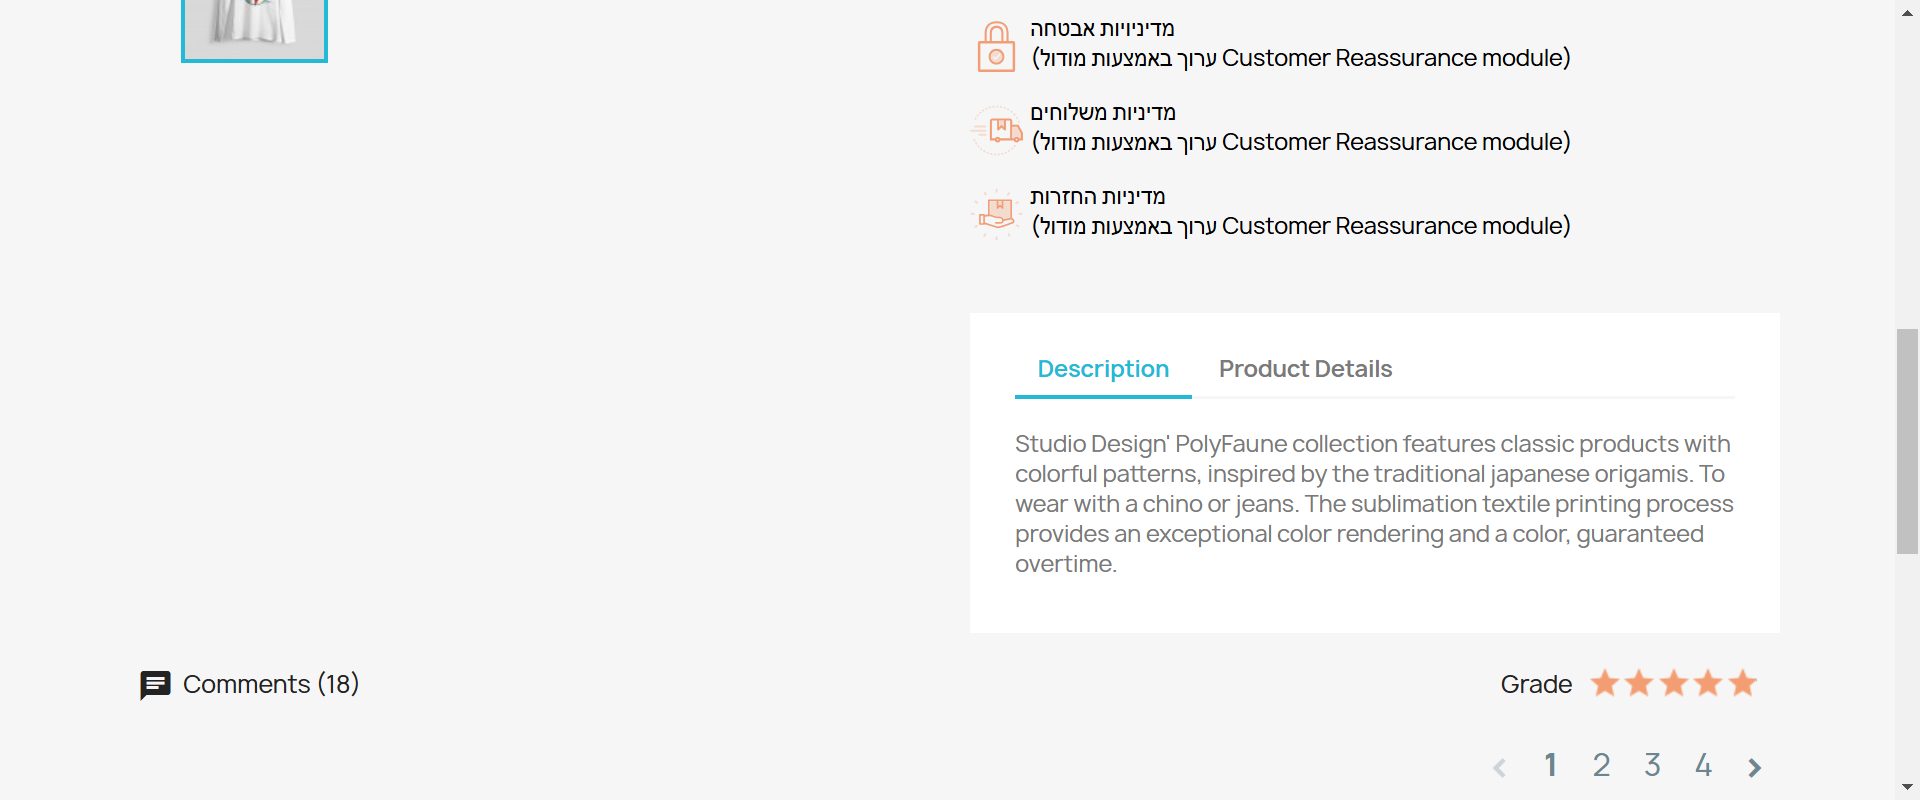 מדיניויות אבטחה
(ערוך באמצעות מודול Customer Reassurance module)
מדיניות משלוחים
(ערוך באמצעות מודול Customer Reassurance module)
מדיניות החזרות
(ערוך באמצעות מודול Customer Reassurance module)
Description Product Details
Studio Design' PolyFaune collection features classic products with
colorful patterns, inspired by the traditional japanese origamis. To
wear with a chino or jeans. The sublimation textile printing process
provides an exceptional color rendering and a color, guaranteed
overtime.
Comments (18)
Grade
1 2 3 4